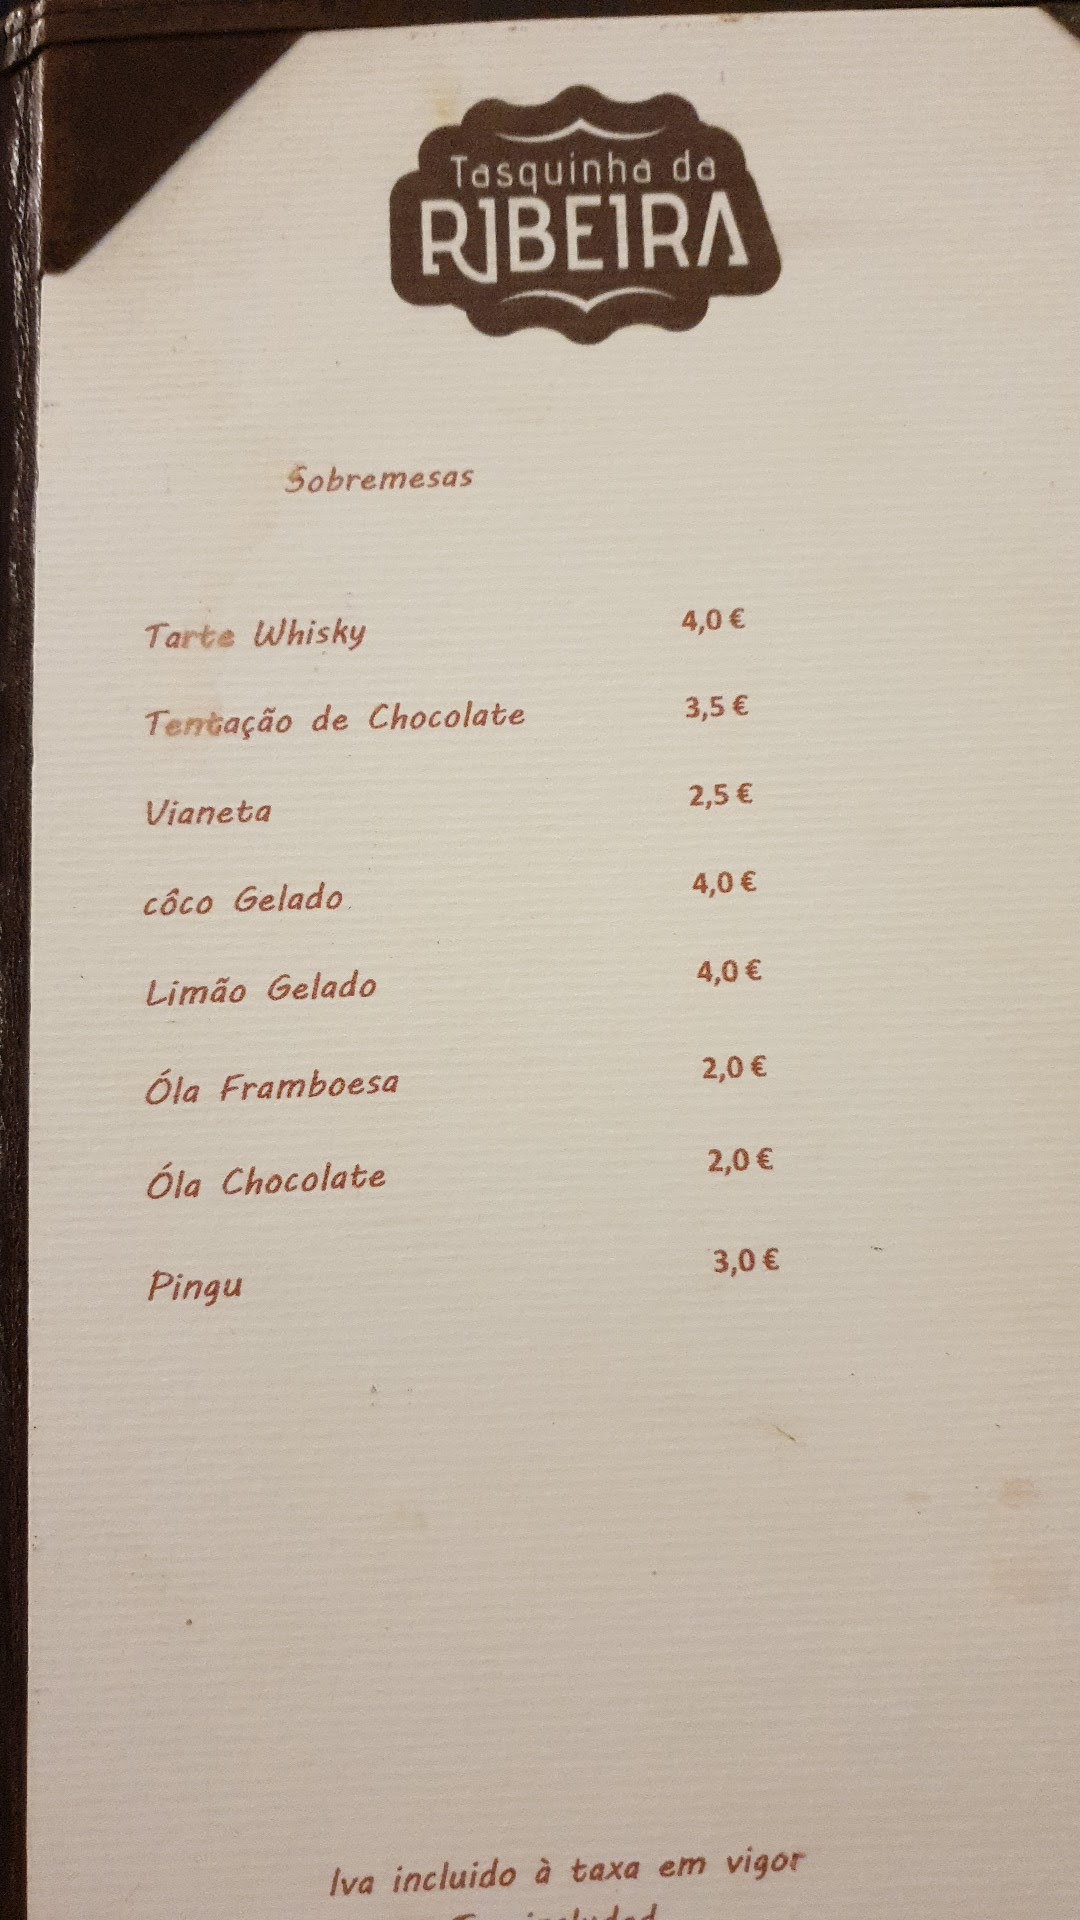 Tasquinha da
RIBEIRA
Sobremesas
Tarte Whisky 4,0 €
Tentação de Chocolate 3,5 €
Vianeta 2,5 €
côco Gelado 4,0 €
Limão Gelado 4,0 €
Óla Framboesa 2,0 €
Óla Chocolate 2,0 €
Pingu 3,0 €
Iva incluido à taxa em vigor
included